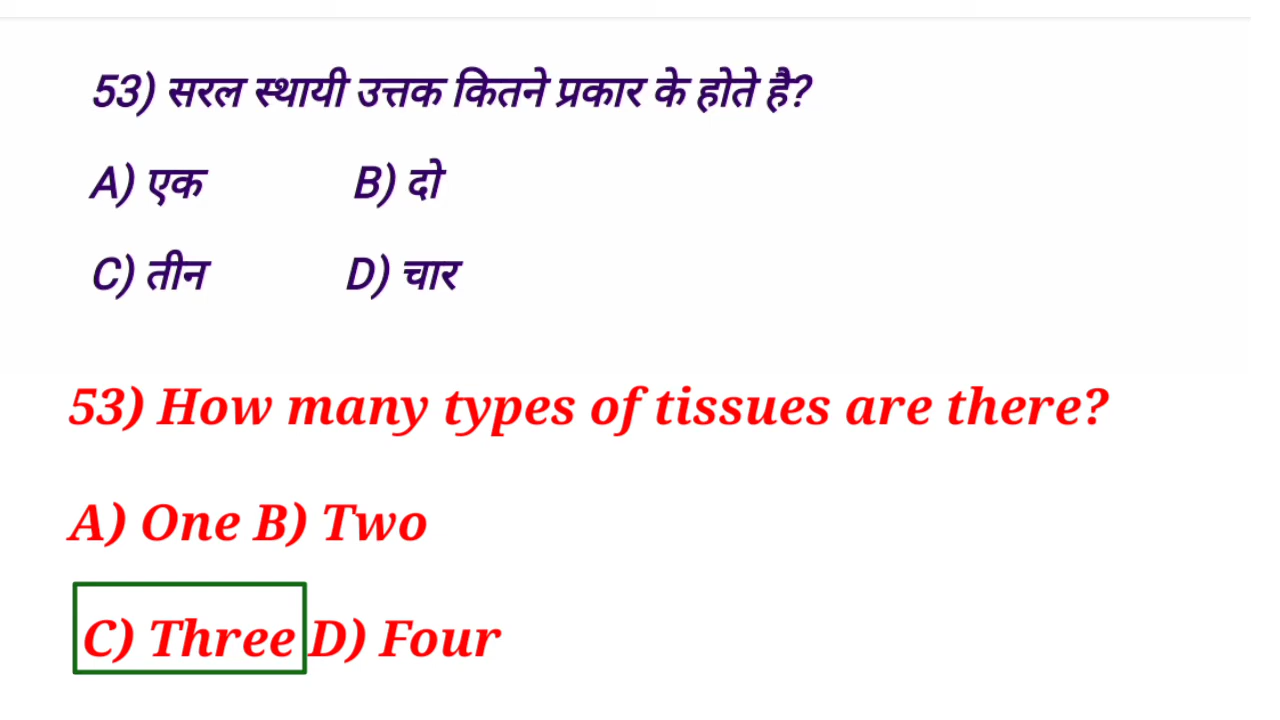 53) सरल स्थायी उत्तक कितने प्रकार के होते है?
A) एक B) दो
C) तीन D) चार
53) How many types of tissues are there?
A) One B) Two
C) Three D) Four